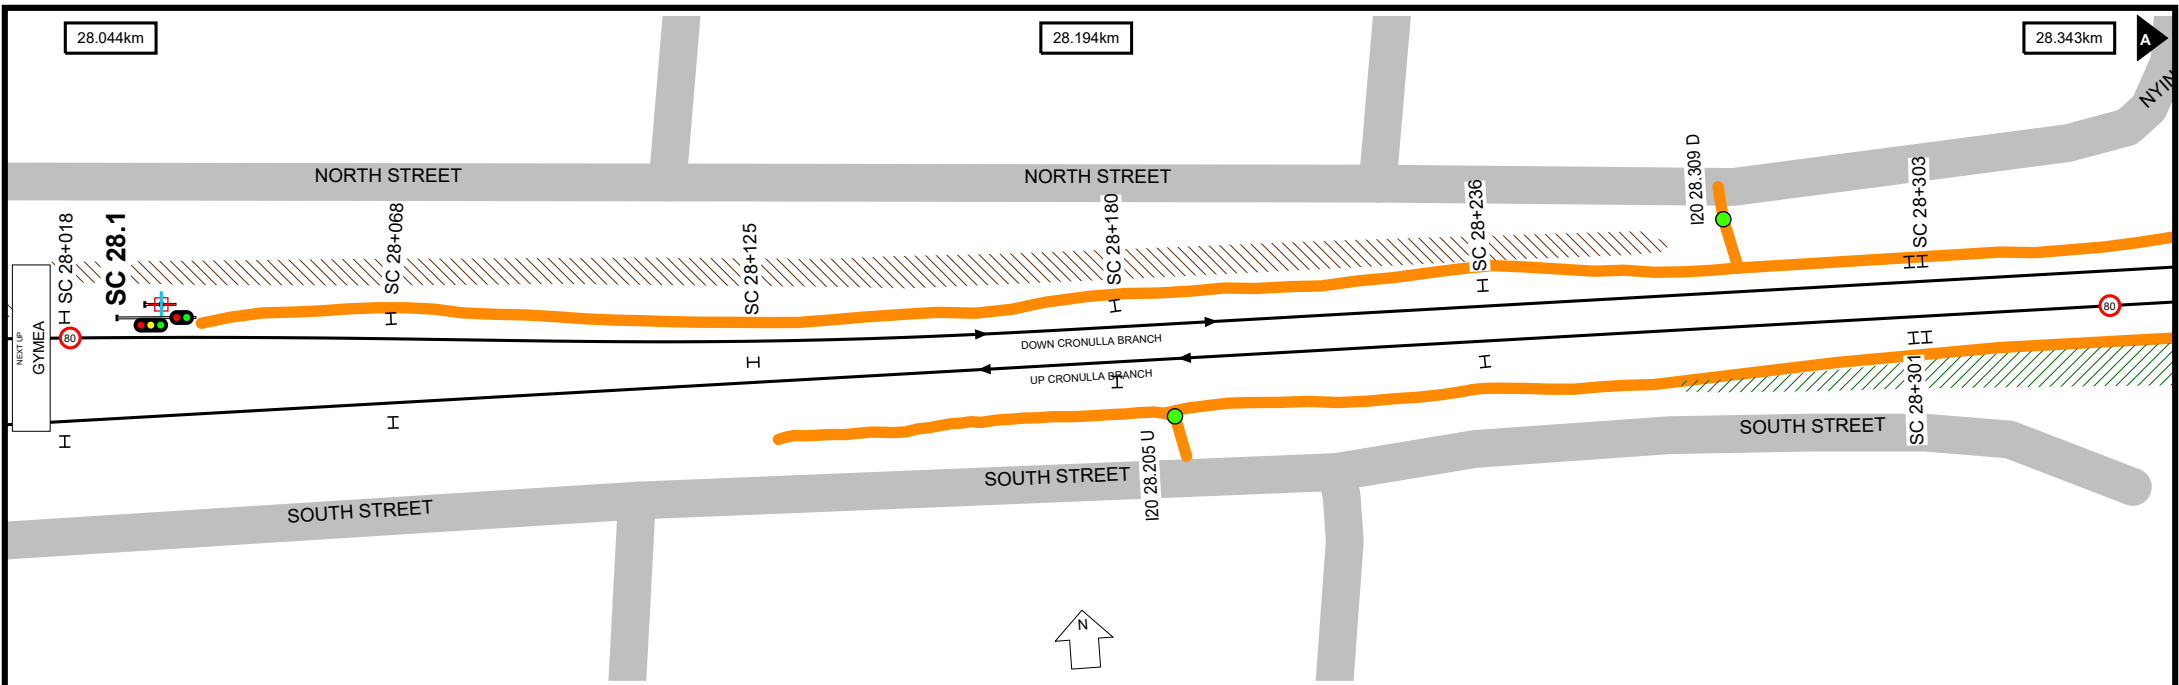 28.044km
28.194km
28.343km
A
NYIN
NORTH STREET
NORTH STREET
I20 28.309 D
SC 28+018
SC 28.1
SC 28+068
SC 28+125
SC 28+180
SC 28+236
SC 28+303
NEXT UP
GYMEA
80
80
DOWN CRONULLA BRANCH
UP CRONULLA BRANCH
SC 28+301
I20 28.205 U
SOUTH STREET
SOUTH STREET
SOUTH STREET
N